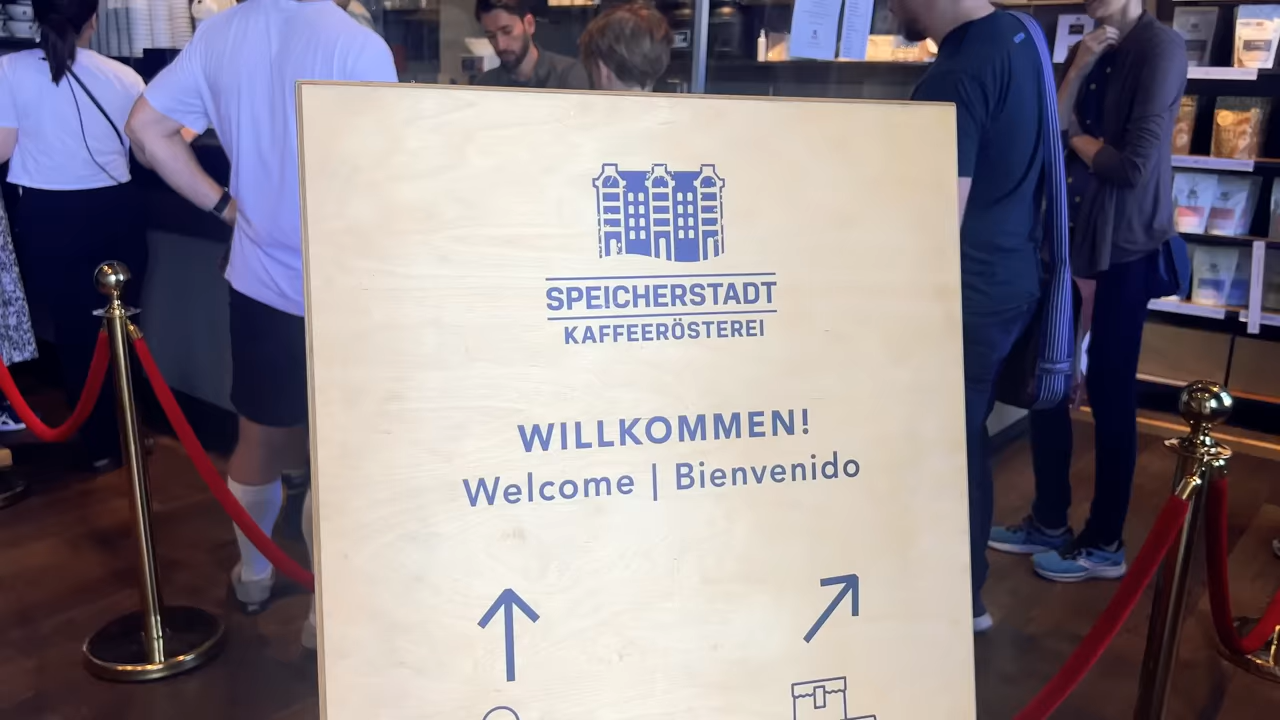 SPEICHERSTADT
KAFFEERÖSTEREI
WILLKOMMEN!
Welcome | Bienvenido